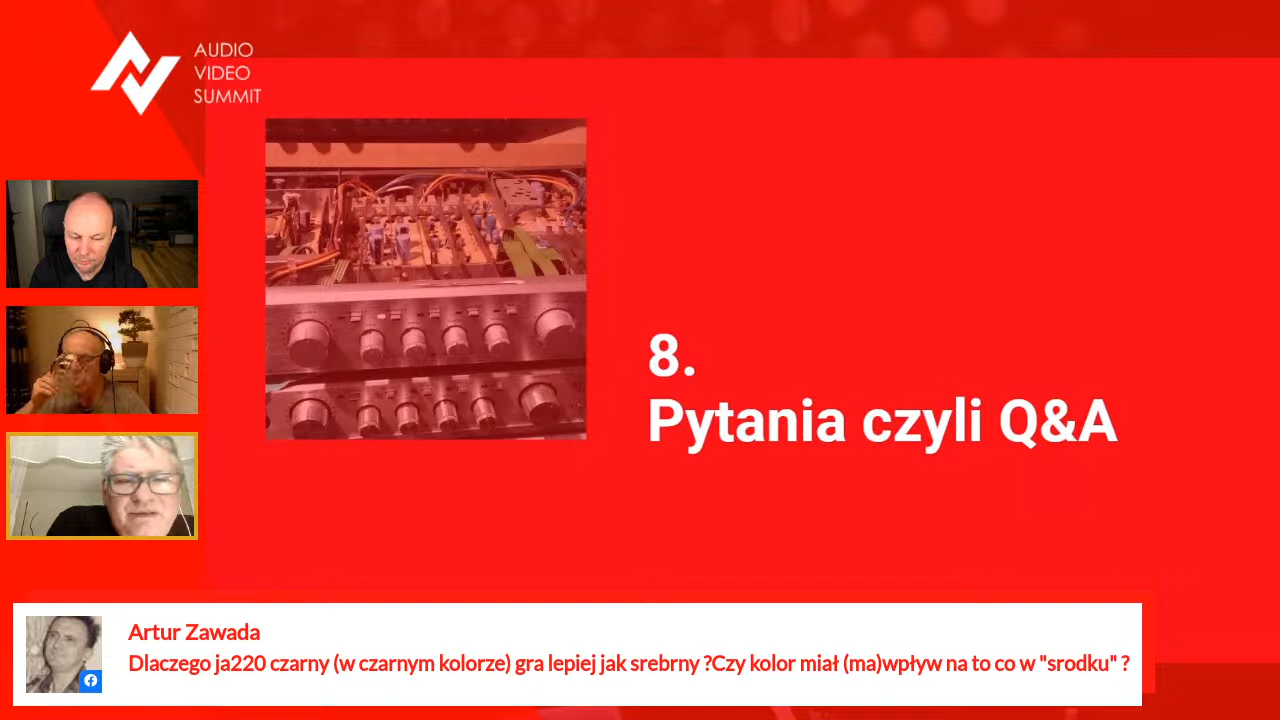 AUDIO
VIDEO
SUMMIT
8.
Pytania czyli Q&A
Artur Zawada
Dlaczego ja220 czarny (w czarnym kolorze) gra lepiej jak srebrny ?Czy kolor miał (ma)wpływ na to co w "srodku" ?